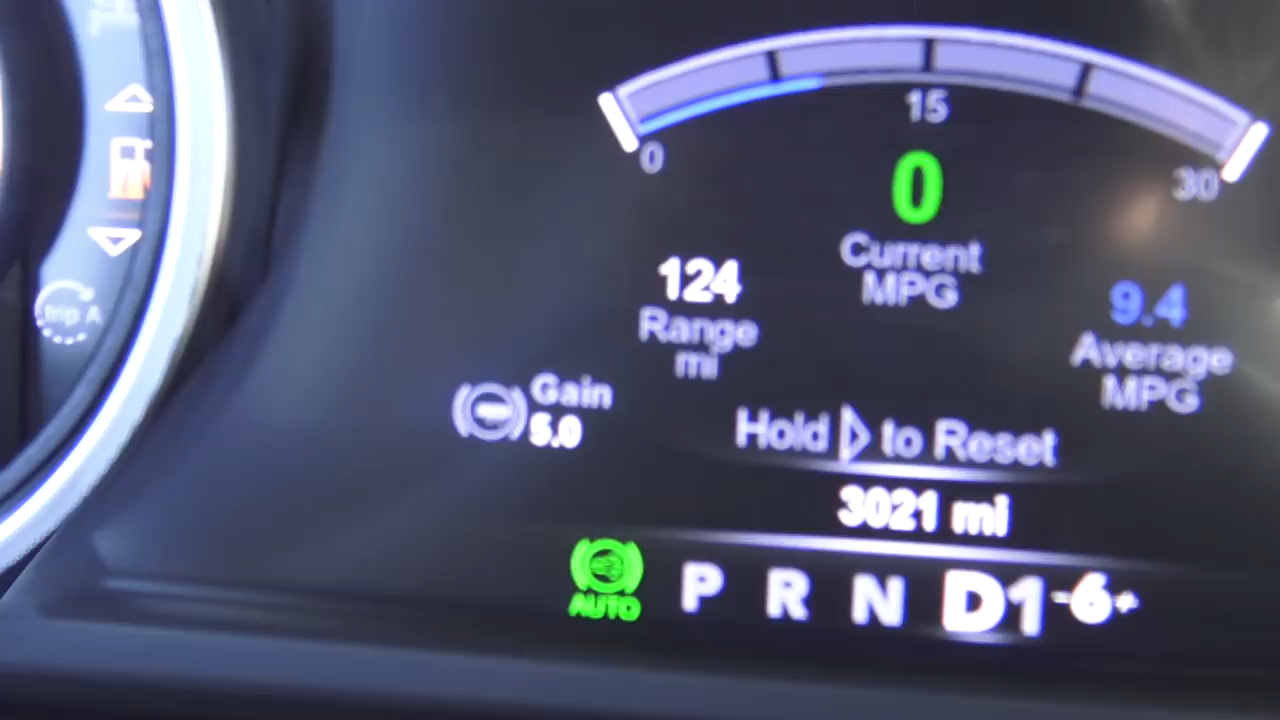 15
0
30
0
Current
MPG
124
Range
mi
9.4
Average
MPG
trip A
Gain
5.0
Hold to Reset
3021 mi
AUTO
P R N D1-6+